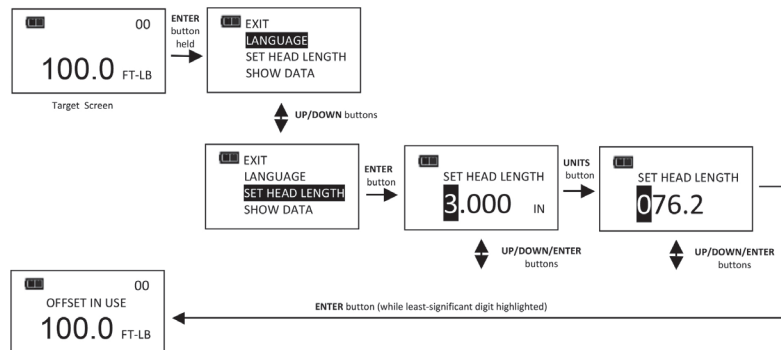 00
100.0 FT-LB
Target Screen
ENTER
button
held
EXIT
LANGUAGE
SET HEAD LENGTH
SHOW DATA
UP/DOWN buttons
EXIT
LANGUAGE
SET HEAD LENGTH
SHOW DATA
ENTER
button
SET HEAD LENGTH
3.000 IN
UP/DOWN/ENTER
buttons
UNITS
button
SET HEAD LENGTH
076.2
UP/DOWN/ENTER
buttons
ENTER button (while least-significant digit highlighted)
00
OFFSET IN USE
100.0 FT-LB